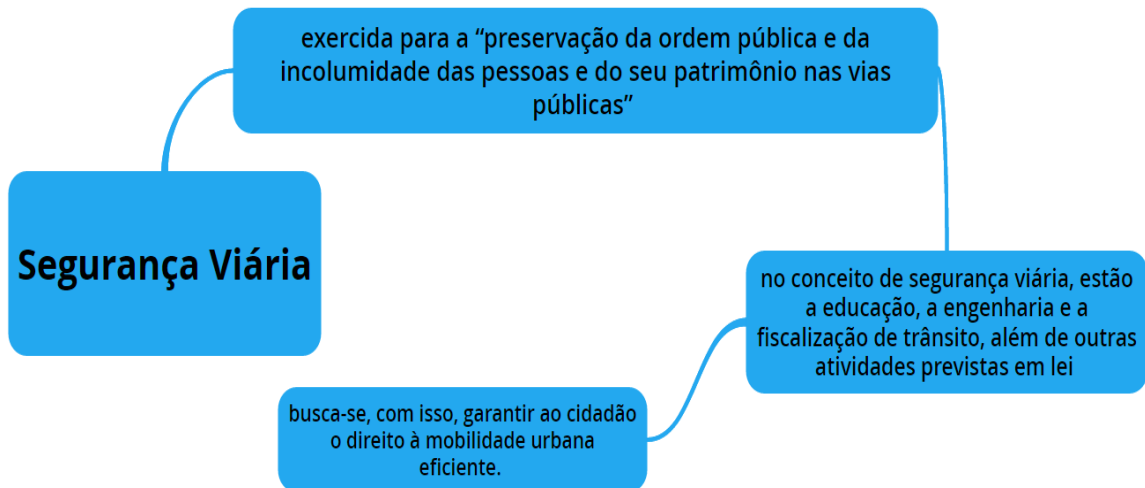 exercida para a “preservação da ordem pública e da
incolumidade das pessoas e do seu patrimônio nas vias
públicas”
Segurança Viária
no conceito de segurança viária, estão
a educação, a engenharia e a
fiscalização de trânsito, além de outras
atividades previstas em lei
busca-se, com isso, garantir ao cidadão
o direito à mobilidade urbana
eficiente.